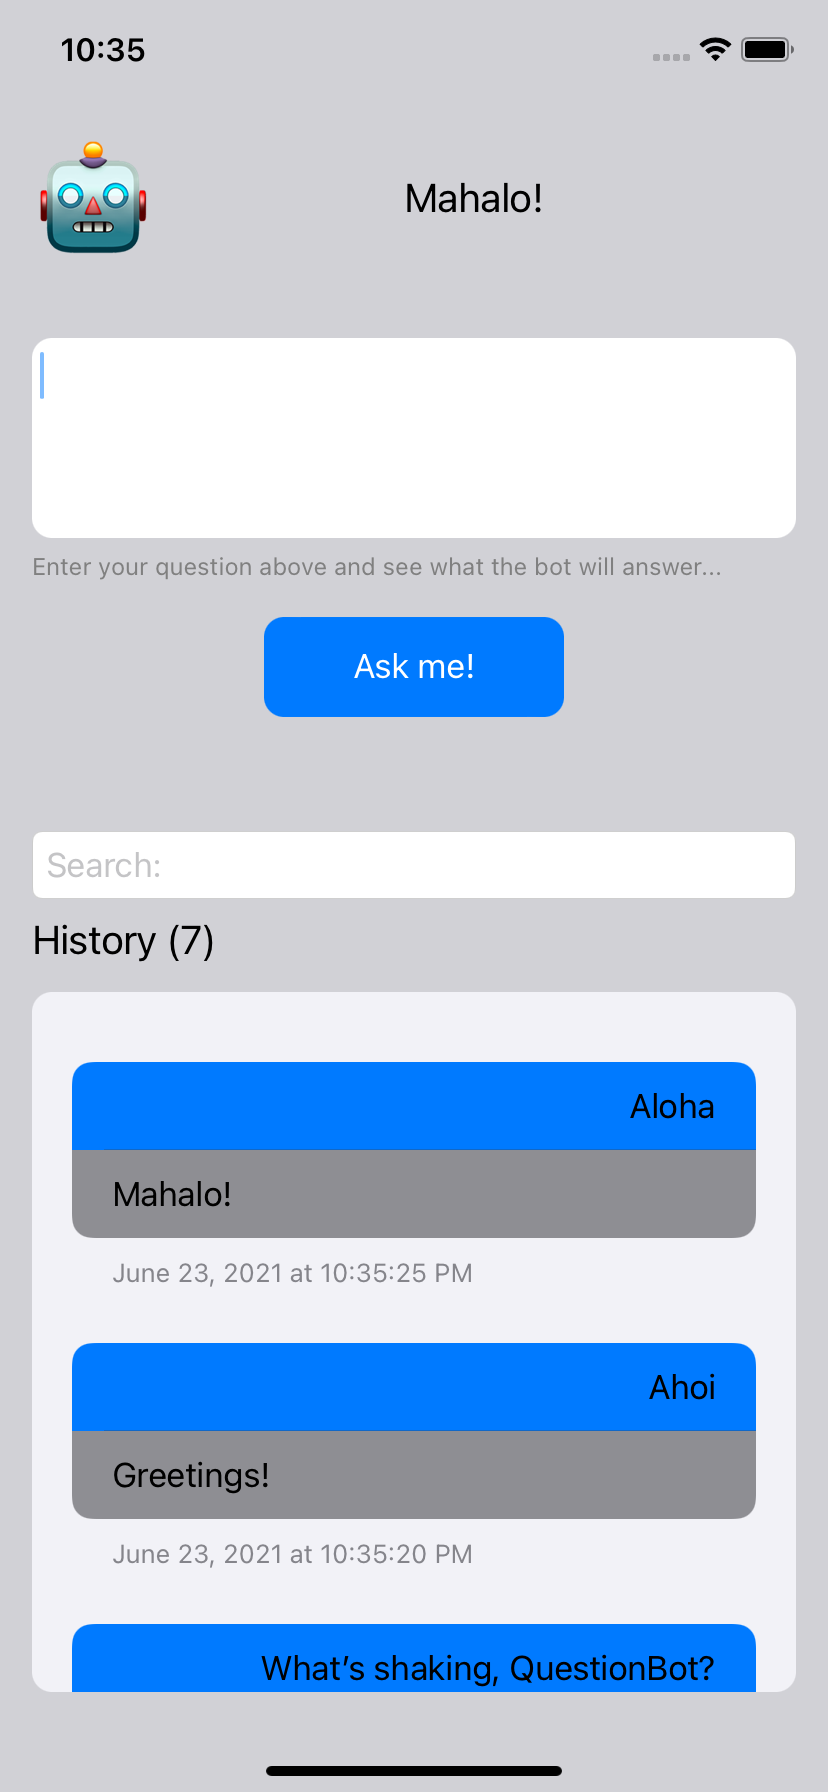 10:35
Mahalo!
Enter your question above and see what the bot will answer...
Ask me!
Search:
History (7)
Aloha
Mahalo!
June 23, 2021 at 10:35:25 PM
Ahoi
Greetings!
June 23, 2021 at 10:35:20 PM
What’s shaking, QuestionBot?